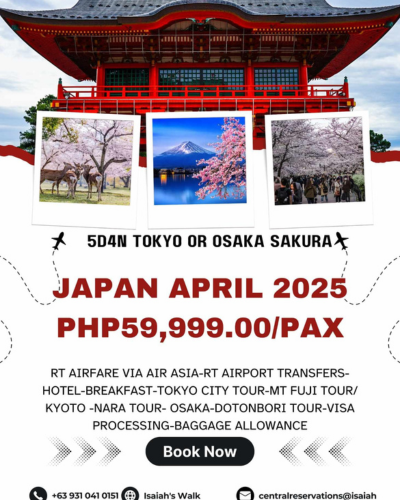 5D4N TOKYO OR OSAKA SAKURA
JAPAN APRIL 2025
PHP59,999.00/PAX
RT AIRFARE VIA AIR ASIA-RT AIRPORT TRANSFERS-
HOTEL-BREAKFAST-TOKYO CITY TOUR-MT FUJI TOUR/
KYOTO -NARA TOUR- OSAKA-DOTONBORI TOUR-VISA
PROCESSING-BAGGAGE ALLOWANCE
Book Now
+63 931 041 0151 Isaiah's Walk centralreservations@isaiah